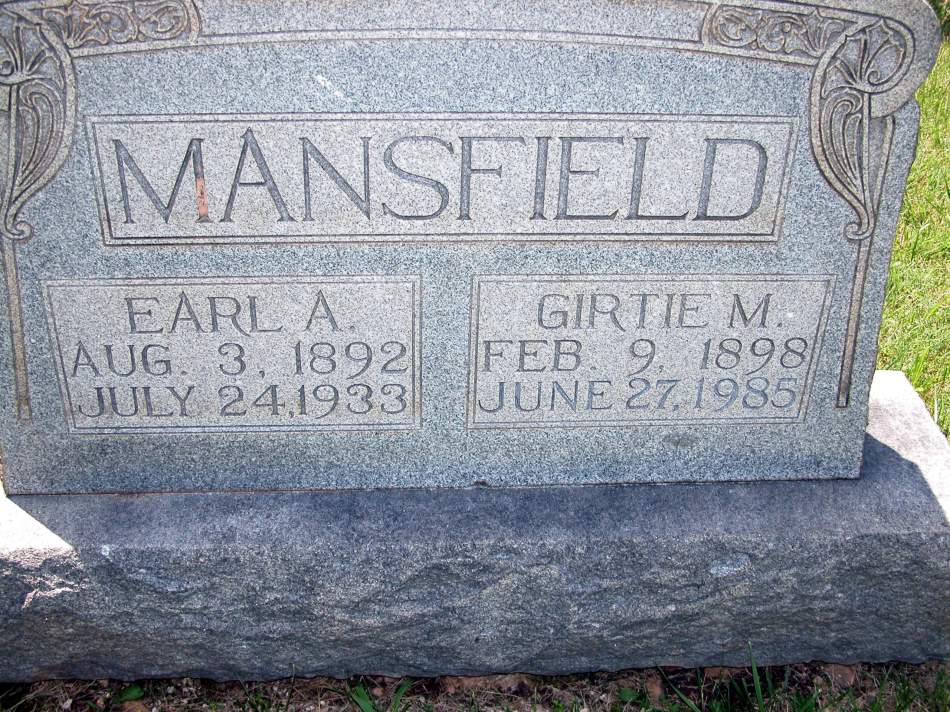 MANSFIELD
EARL A.
AUG. 3, 1892
JULY 24, 1933
GIRTIE M.
FEB. 9, 1898
JUNE 27, 1985